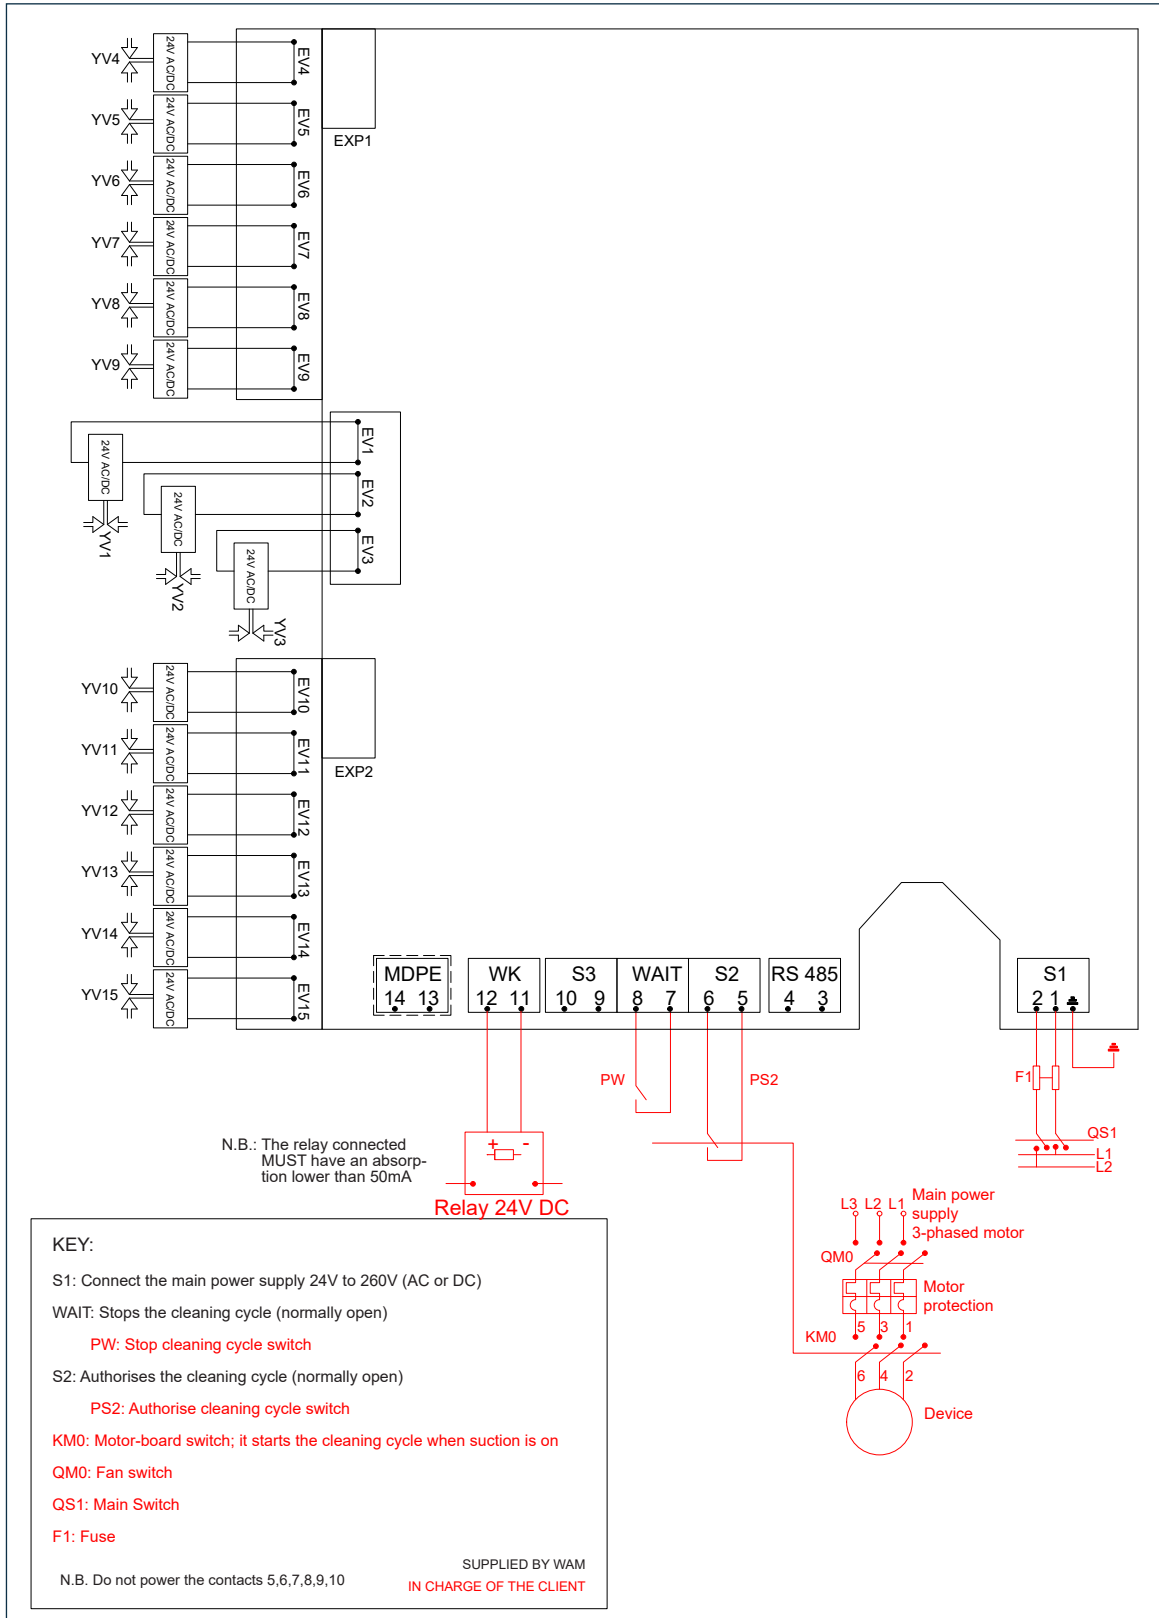 YV4
24V AC/DC
EV4
YV5
24V AC/DC
EV5
EXP1
YV6
24V AC/DC
EV6
YV7
24V AC/DC
EV7
YV8
24V AC/DC
EV8
YV9
24V AC/DC
EV9
EV1
24V AC/DC
YV1
EV2
24V AC/DC
YV2
EV3
24V AC/DC
YV3
YV10
24V AC/DC
EV10
YV11
24V AC/DC
EV11
EXP2
YV12
24V AC/DC
EV12
YV13
24V AC/DC
EV13
YV14
24V AC/DC
EV14
YV15
24V AC/DC
EV15
MDPE
14 13
WK
12 11
S3
10 9
WAIT
8 7
S2
6 5
RS 485
4 3
S1
2 1
PW
PS2
F1
QS1
L1
L2
N.B.: The relay connected
MUST have an absorp-
tion lower than 50mA
+ -
Relay 24V DC
L3 L2 L1
Main power
supply
3-phased motor
QM0
Motor
protection
5 3 1
KM0
6 4 2
Device
KEY:
S1: Connect the main power supply 24V to 260V (AC or DC)
WAIT: Stops the cleaning cycle (normally open)
PW: Stop cleaning cycle switch
S2: Authorises the cleaning cycle (normally open)
PS2: Authorise cleaning cycle switch
KM0: Motor-board switch; it starts the cleaning cycle when suction is on
QM0: Fan switch
QS1: Main Switch
F1: Fuse
SUPPLIED BY WAM
N.B. Do not power the contacts 5,6,7,8,9,10
IN CHARGE OF THE CLIENT